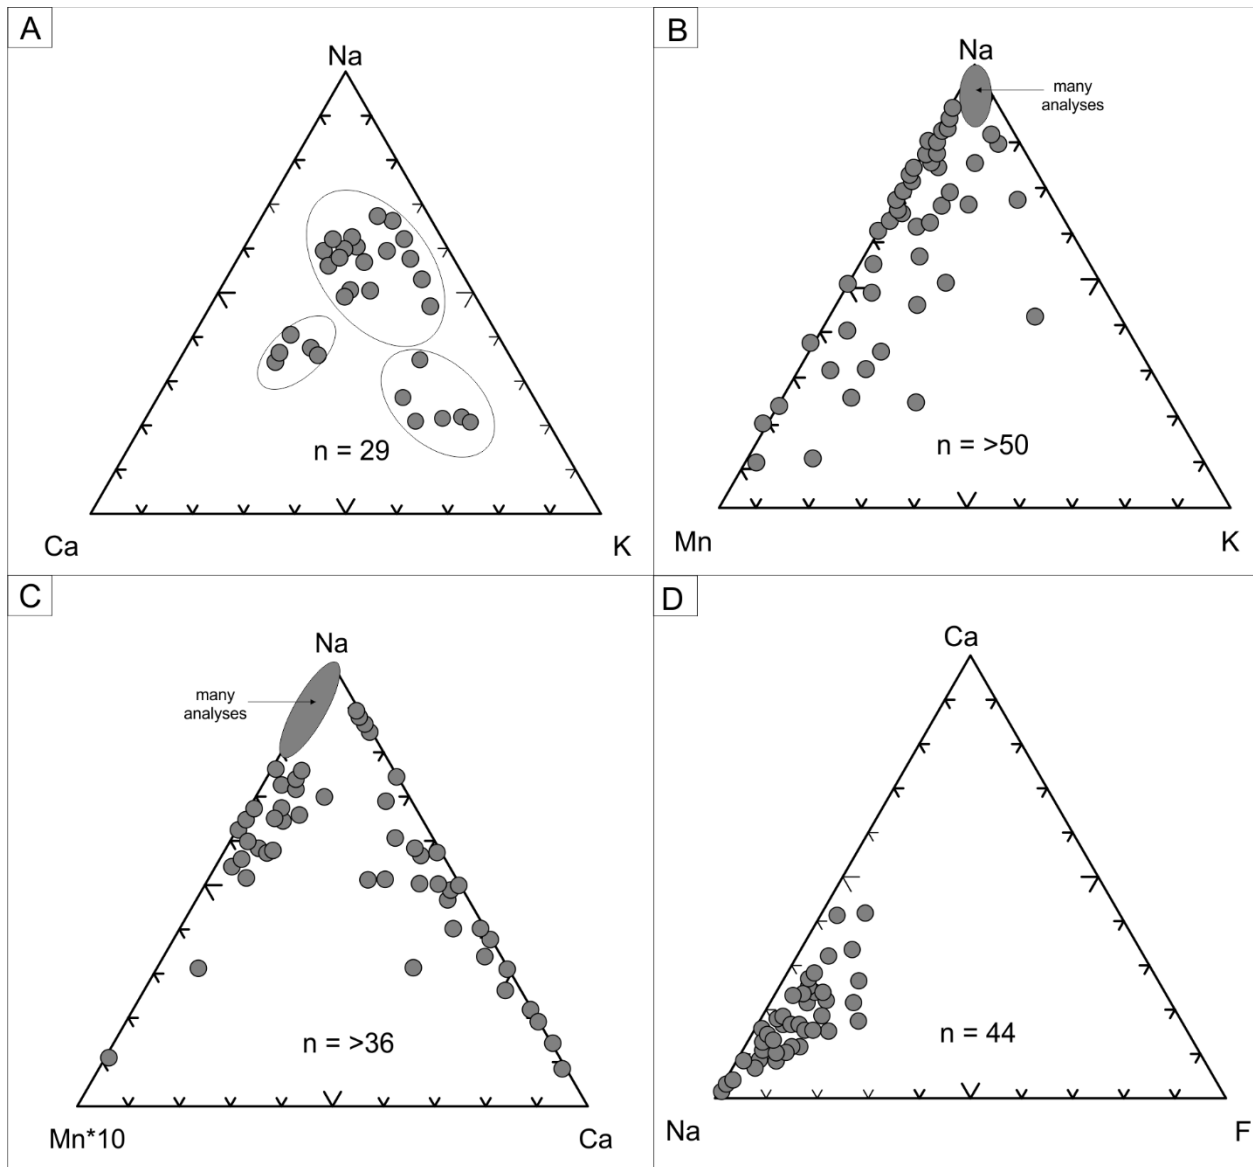 A
Na
Ca
K
n = 29
B
Na
many
analyses
Mn
K
n = >50
C
Na
many
analyses
Mn*10
Ca
n = >36
D
Ca
Na
F
n = 44